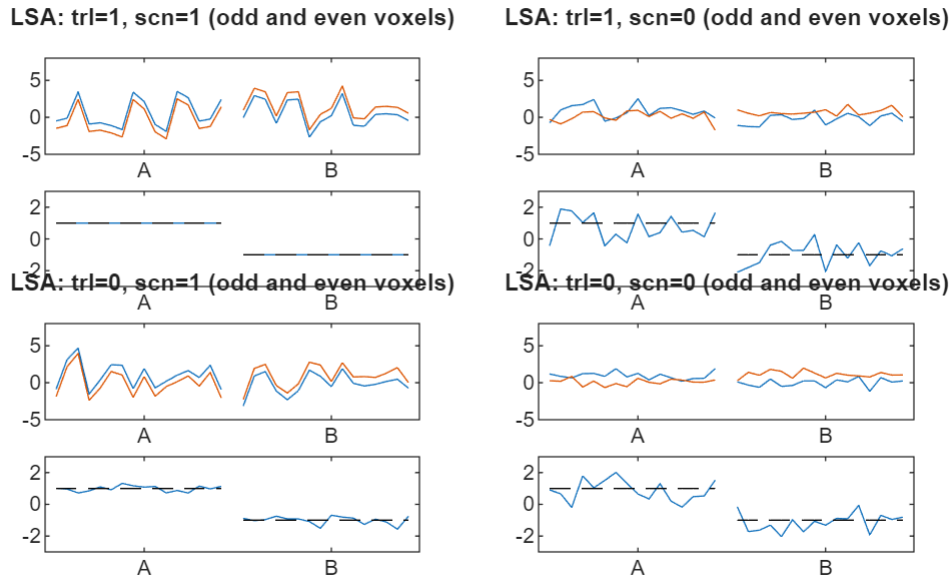 LSA: trl=1, scn=1 (odd and even voxels)
5
0
-5
A B
2
0
-2
A B
LSA: trl=1, scn=0 (odd and even voxels)
5
0
-5
A B
2
0
-2
A B
LSA: trl=0, scn=1 (odd and even voxels)
5
0
-5
A B
2
0
-2
A B
LSA: trl=0, scn=0 (odd and even voxels)
5
0
-5
A B
2
0
-2
A B